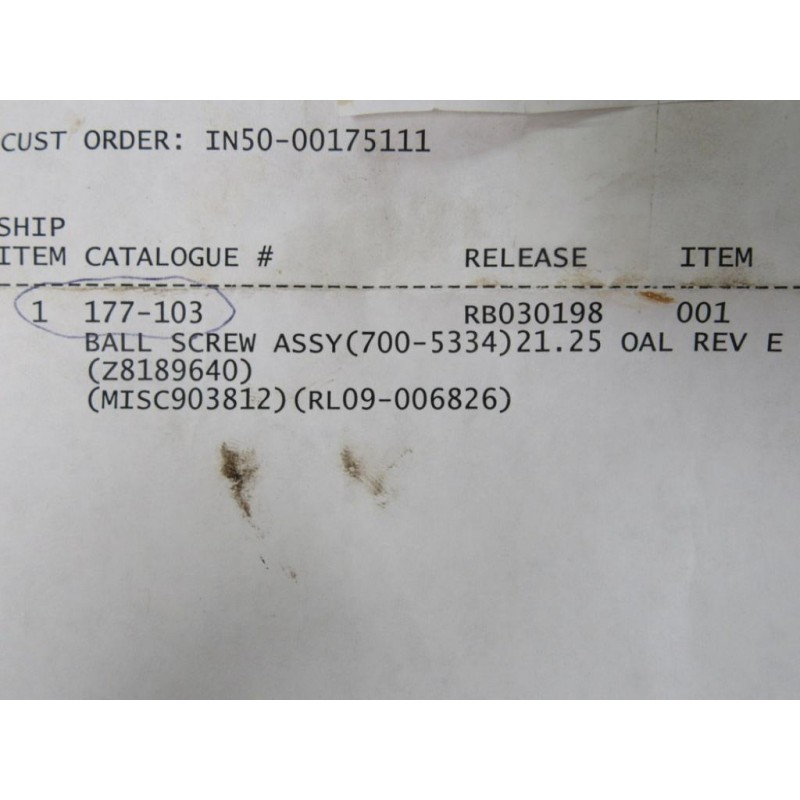 CUST ORDER: IN50-00175111
SHIP
ITEM CATALOGUE # RELEASE ITEM
1 177-103 RB030198 001
BALL SCREW ASSY(700-5334)21.25 OAL REV E
(Z8189640)
(MISC903812)(RL09-006826)